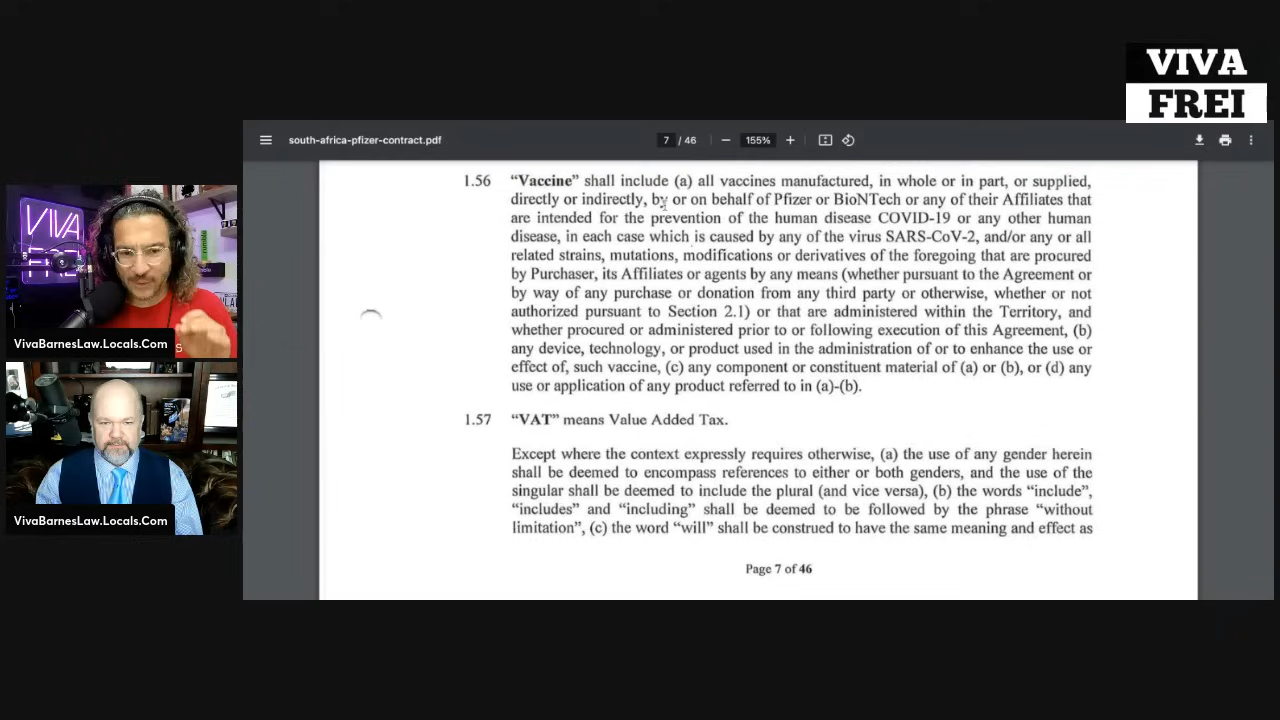 VIVA
FREI
south-africa-pfizer-contract.pdf
7 / 46
155%
1.56 “Vaccine” shall include (a) all vaccines manufactured, in whole or in part, or supplied,
directly or indirectly, by or on behalf of Pfizer or BioNTech or any of their Affiliates that
are intended for the prevention of the human disease COVID-19 or any other human
disease, in each case which is caused by any of the virus SARS-CoV-2, and/or any or all
related strains, mutations, modifications or derivatives of the foregoing that are procured
by Purchaser, its Affiliates or agents by any means (whether pursuant to the Agreement or
by way of any purchase or donation from any third party or otherwise, whether or not
authorized pursuant to Section 2.1) or that are administered within the Territory, and
whether procured or administered prior to or following execution of this Agreement, (b)
any device, technology, or product used in the administration of or to enhance the use or
effect of, such vaccine, (c) any component or constituent material of (a) or (b), or (d) any
use or application of any product referred to in (a)-(b).
1.57 “VAT” means Value Added Tax.
Except where the context expressly requires otherwise, (a) the use of any gender herein
shall be deemed to encompass references to either or both genders, and the use of the
singular shall be deemed to include the plural (and vice versa), (b) the words “include”,
“includes” and “including” shall be deemed to be followed by the phrase “without
limitation”, (c) the word “will” shall be construed to have the same meaning and effect as
Page 7 of 46
VIVA
VivaBarnesLaw.Locals.Com
VivaBarnesLaw.Locals.Com